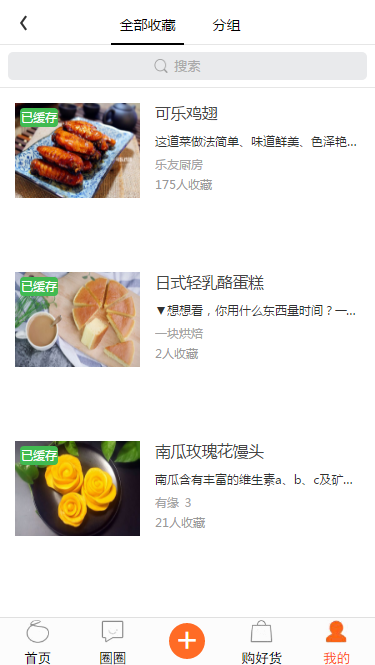 全部收藏 分组
搜索
已缓存
可乐鸡翅
这道菜做法简单、味道鲜美、色泽艳...
乐友厨房
175人收藏
已缓存
日式轻乳酪蛋糕
▼想想看，你用什么东西量时间？一...
一块烘焙
2人收藏
已缓存
南瓜玫瑰花馒头
南瓜含有丰富的维生素a、b、c及矿...
有缘 3
21人收藏
首页 圈圈 购好货 我的